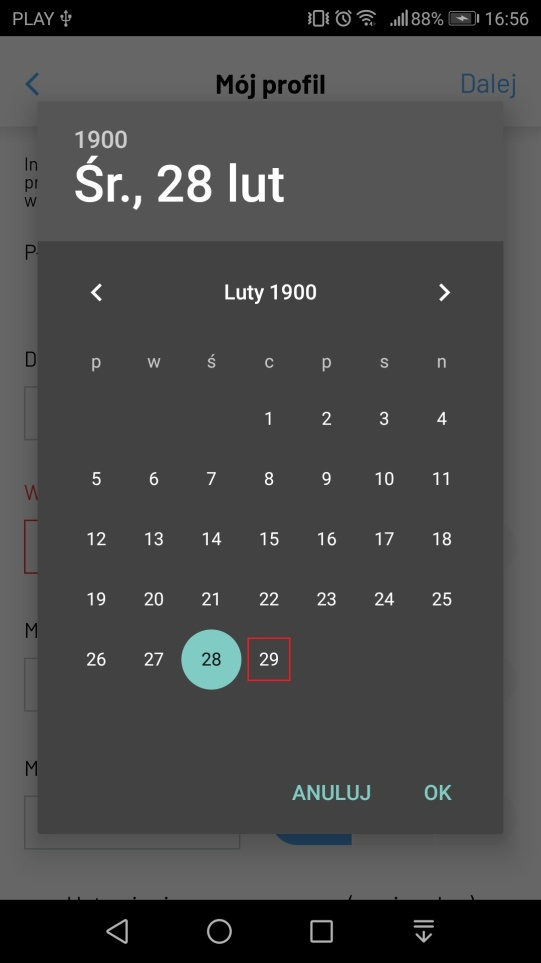 PLAY 88% 16:56
Mój profil Dalej
1900
Śr., 28 lut
Luty 1900
p w ś c p s n
1 2 3 4
5 6 7 8 9 10 11
12 13 14 15 16 17 18
19 20 21 22 23 24 25
26 27 28 29
ANULUJ OK